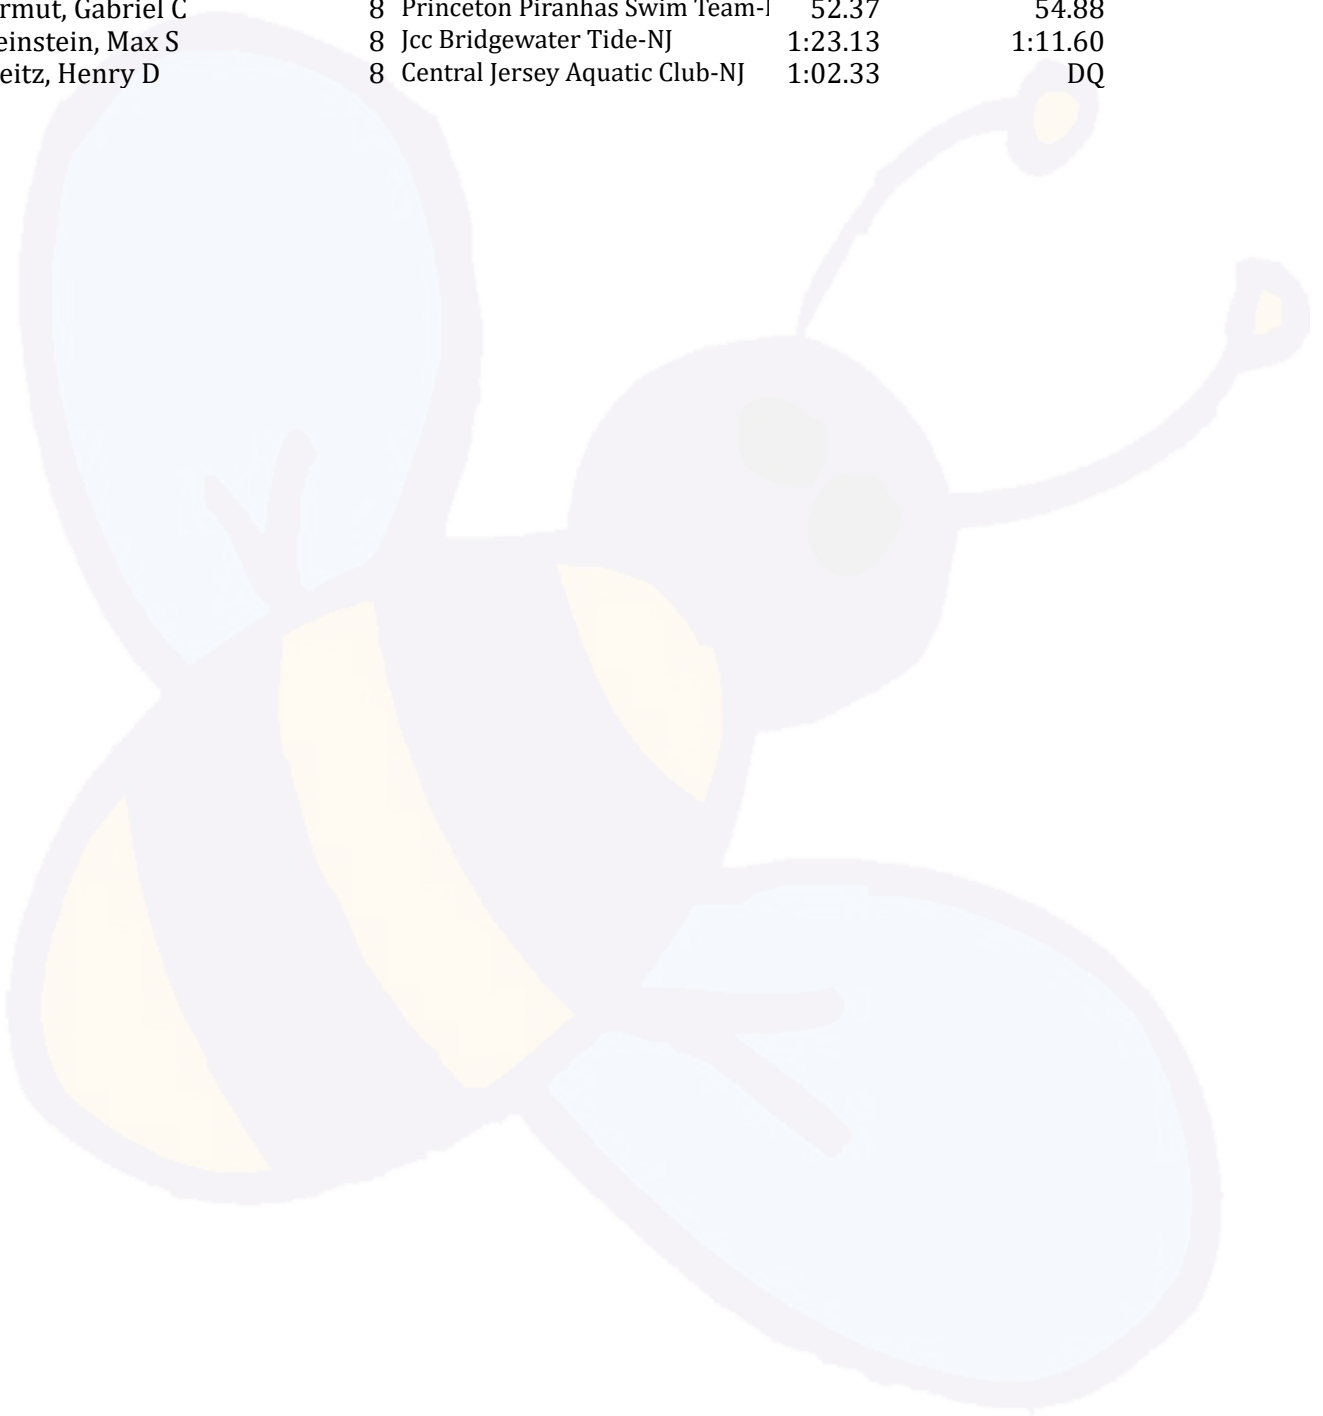 rmut, Gabriel C 8 Princeton Piranhas Swim Team- 52.37 54.88
einstein, Max S 8 Jcc Bridgewater Tide-NJ 1:23.13 1:11.60
eitz, Henry D 8 Central Jersey Aquatic Club-NJ 1:02.33 DQ